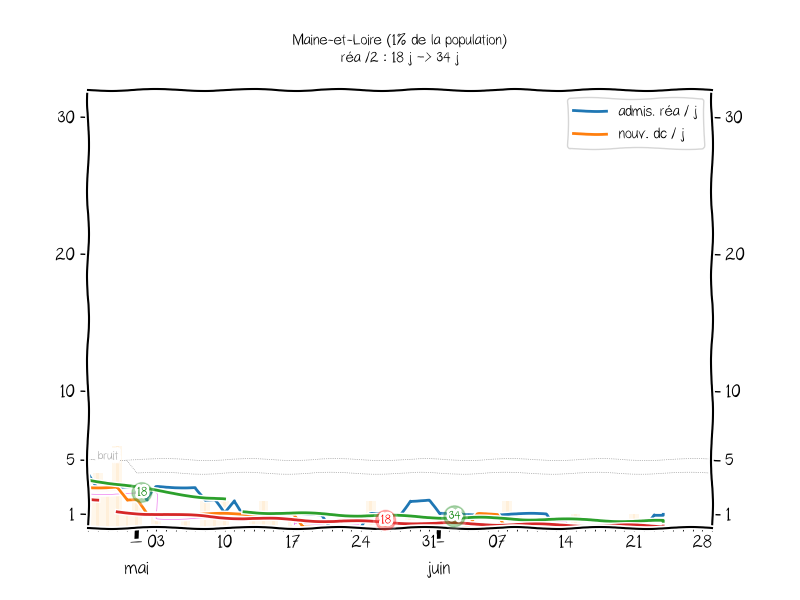 Maine-et-Loire (1% de la population)
réa /2 : 18 j -> 34 j
admis. réa / j
nouv. dc / j
30 30
20 20
10 10
5 5
1 1
bruit
18
18
34
03 10 17 24 31 07 14 21 28
mai juin